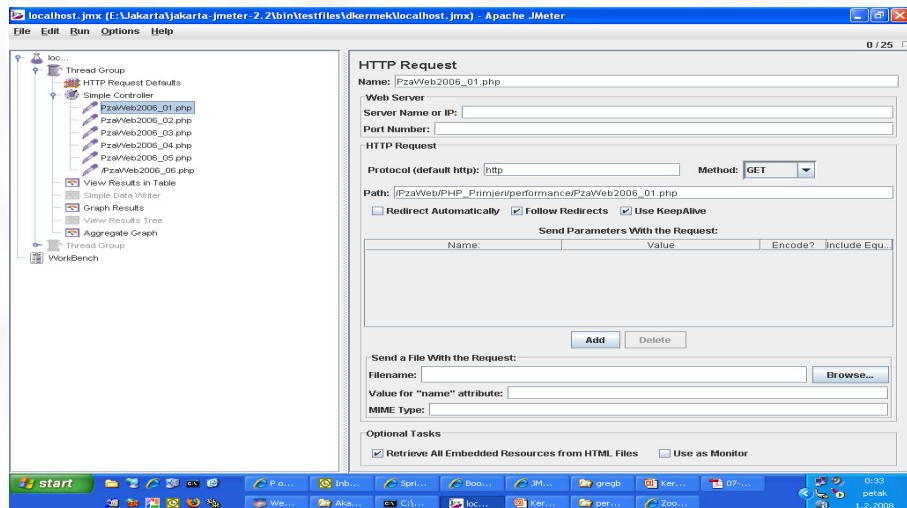 localhost.jmx (E:\Jakarta\jakarta-jmeter-2.2\bin\testfiles\dkermek\localhost.jmx) - Apache JMeter
File Edit Run Options Help
0 / 25
loc...
Thread Group
HTTP Request Defaults
Simple Controller
PzaWeb2006_01.php
PzaWeb2006_02.php
PzaWeb2006_03.php
PzaWeb2006_04.php
PzaWeb2006_05.php
/PzaWeb2006_06.php
View Results in Table
Simple Data Writer
Graph Results
View Results Tree
Aggregate Graph
Thread Group
WorkBench
HTTP Request
Name: PzaWeb2006_01.php
Web Server
Server Name or IP:
Port Number:
HTTP Request
Protocol (default http): http Method: GET
Path: /PzaWeb/PHP_Primjeri/performance/PzaWeb2006_01.php
Redirect Automatically Follow Redirects Use KeepAlive
Send Parameters With the Request:
Name: Value Encode? Include Equ...
Add Delete
Send a File With the Request:
Filename: Browse...
Value for "name" attribute:
MIME Type:
Optional Tasks
Retrieve All Embedded Resources from HTML Files Use as Monitor
start P o... Inb... Spri... Boo... JM... gregb Ker... 07-... 0:33
petak
We... Aka... C:\... loc... Ker... per... Zoo... 1.2.2008